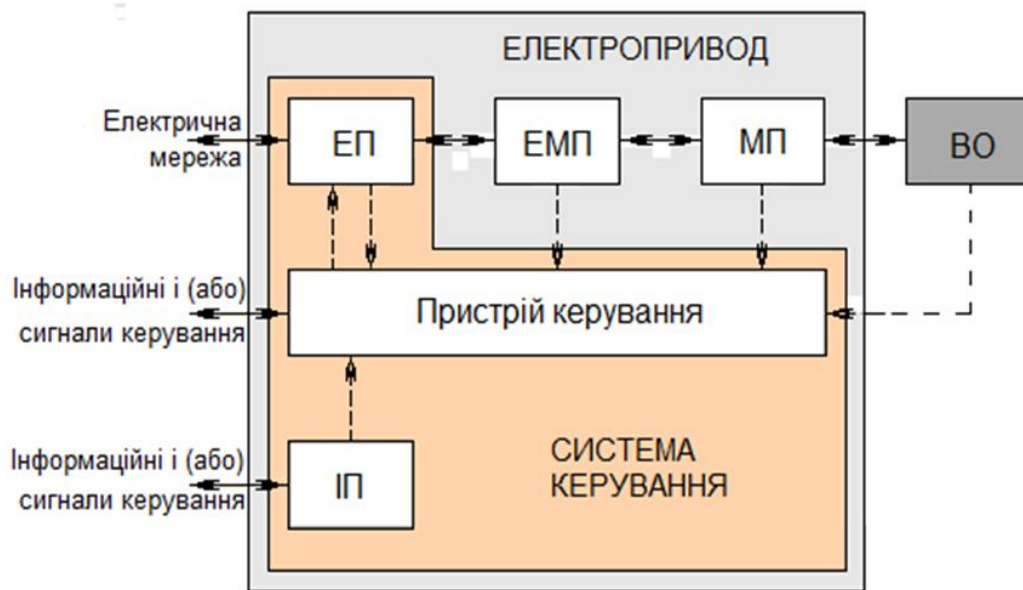 ЕЛЕКТРОПРИВОД
Електрична
мережа
ЕП
ЕМП
МП
ВО
Інформаційні і (або)
сигнали керування
Пристрій керування
Інформаційні і (або)
сигнали керування
ІП
СИСТЕМА
КЕРУВАННЯ